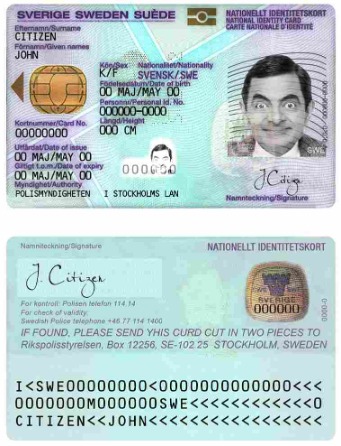 SVERIGE SWEDEN SUÈDE
NATIONELLT IDENTITETSKORT
NATIONAL IDENTITY CARD
CARTE NATIONALE D'IDENTITÉ
Efternamn/Surname
CITIZEN
Förnamn/Given names
JOHN
Kön/Sex Nationalitet/Nationality
K/F SVENSK/SWE
Födelsedatum/Date of birth
00 MAJ/MAY 00
Personnr/Personal Id. No.
000000-0000
Kortnummer/Card No.
00000000
Längd/Height
000 CM
Utfärdat/Date of issue
00 MAJ/MAY 00
Giltigt t.o.m./Date of expiry
00 MAJ/MAY 00
Myndighet/Authority
POLISMYNDIGHETEN I STOCKHOLMS LAN
000000
SWE
J. Citizen
Namnteckning/Signature
Namnteckning/Signature
NATIONELLT IDENTITETSKORT
J. Citizen
SVERIGE
000000
0000-0
For kontroll: Polisen telefon 114 14
For check of validity.
Swedish Police telephone +46 77 114 1400
IF FOUND, PLEASE SEND YHIS CURD CUT IN TWO PIECES TO
Rikspolisstyrelsen. Box 12256, SE-102 25 STOCKHOLM, SWEDEN
I<SWE00000000<0000000000000<<<
0000000M000000SWE<<<<<<<<<<<0
CITIZEN<<JOHN<<<<<<<<<<<<<<<<<